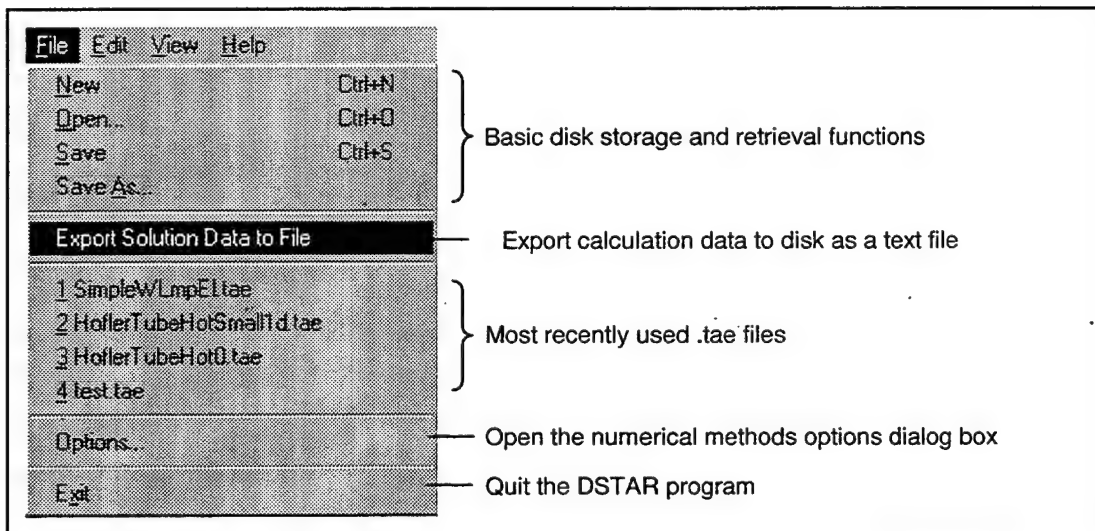 File Edit View Help
New Ctrl+N
Open... Ctrl+O
Save Ctrl+S
Save As...
Basic disk storage and retrieval functions
Export Solution Data to File
Export calculation data to disk as a text file
1 SimpleWLmpEl.tae
2 HoflerTubeHotSmall1d.tae
3 HoflerTubeHot0.tae
4 test.tae
Most recently used .tae files
Options...
Open the numerical methods options dialog box
Exit
Quit the DSTAR program